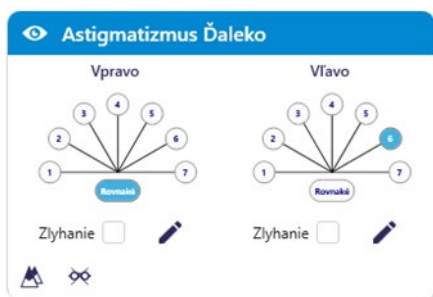 Astigmatizmus Ďaleko
Vpravo
1 2 3 4 5 6 7
Rovnaké
Zlyhanie
Vľavo
1 2 3 4 5 6 7
Rovnaké
Zlyhanie